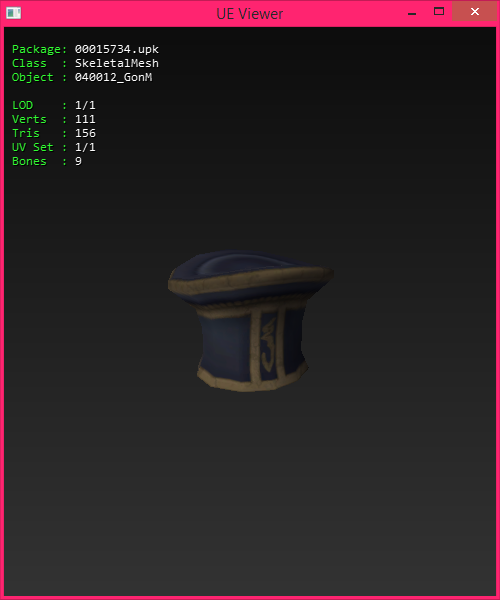 UE Viewer
Package: 00015734.upk
Class : SkeletalMesh
Object : 040012_GonM
LOD : 1/1
Verts : 111
Tris : 156
UV Set : 1/1
Bones : 9